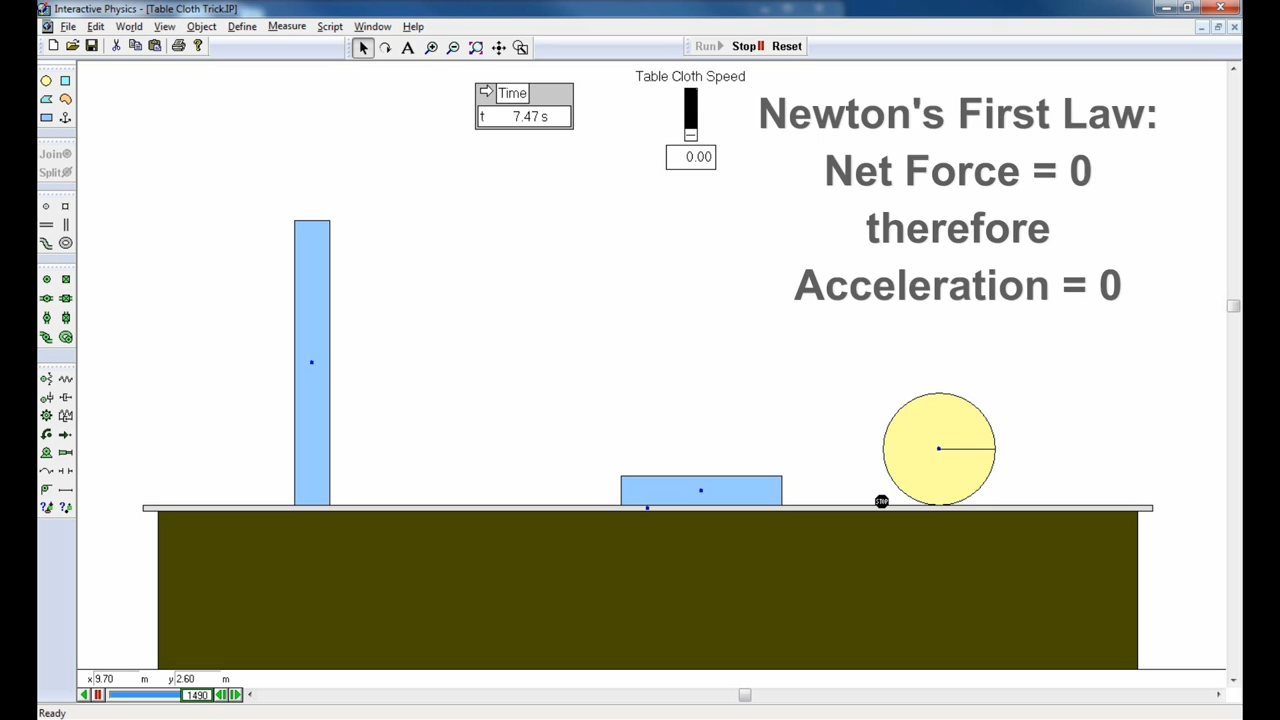 Interactive Physics - [Table Cloth Trick.IP]
File Edit World View Object Define Measure Script Window Help
Run Stop Reset
Join
Split
Time
t 7.47 s
Table Cloth Speed
0.00
Newton's First Law:
Net Force = 0
therefore
Acceleration = 0
STOP
x 9.70 m y 2.60 m
1490
Ready